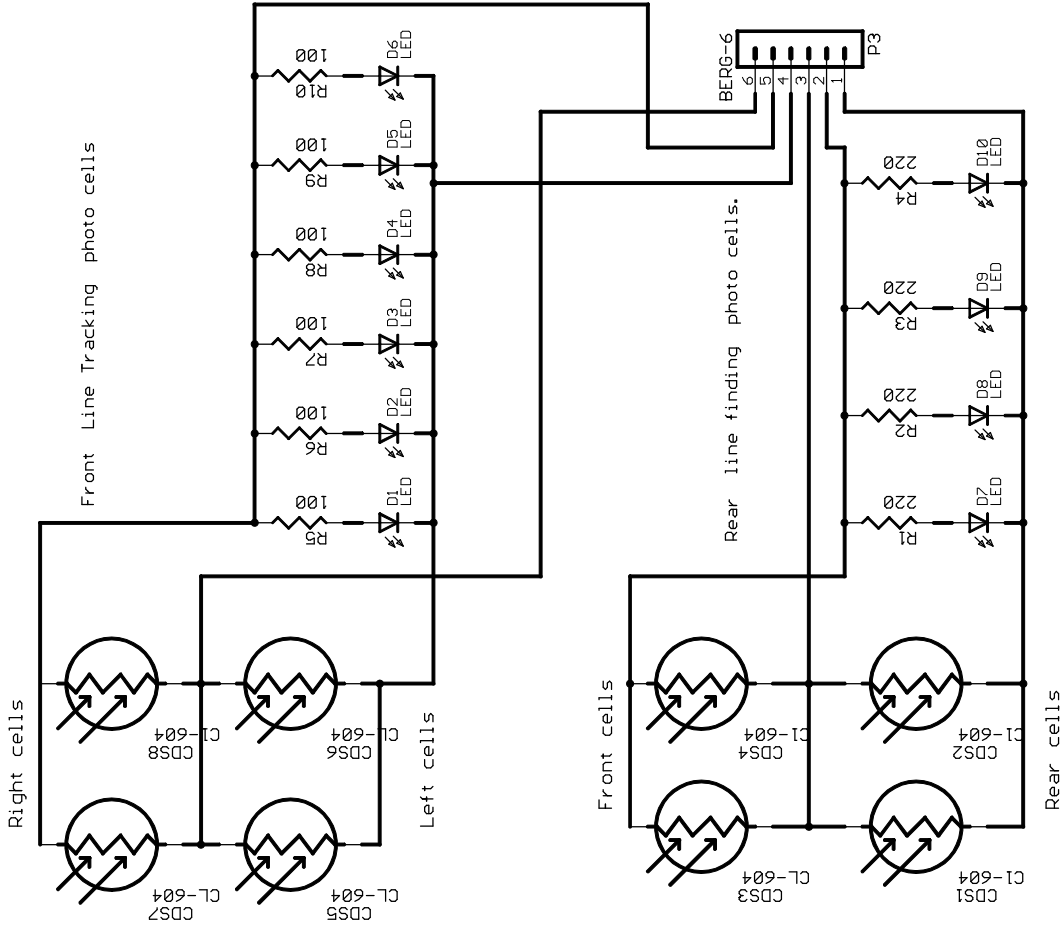 BERG-6
P3
6
5
4
3
2
1
Front Line Tracking photo cells
100
R10
D6
LED
100
R9
D5
LED
100
R8
D4
LED
100
R7
D3
LED
100
R6
D2
LED
100
R5
D1
LED
Rear line finding photo cells.
220
R4
D10
LED
220
R3
D9
LED
220
R2
D8
LED
220
R1
D7
LED
Right cells
Left cells
Front cells
Rear cells
C1-604
CDS8
CL-604
CDS6
C1-604
CDS4
C1-604
CDS2
CL-604
CDS7
CL-604
CDS5
CL-604
CDS3
C1-604
CDS1